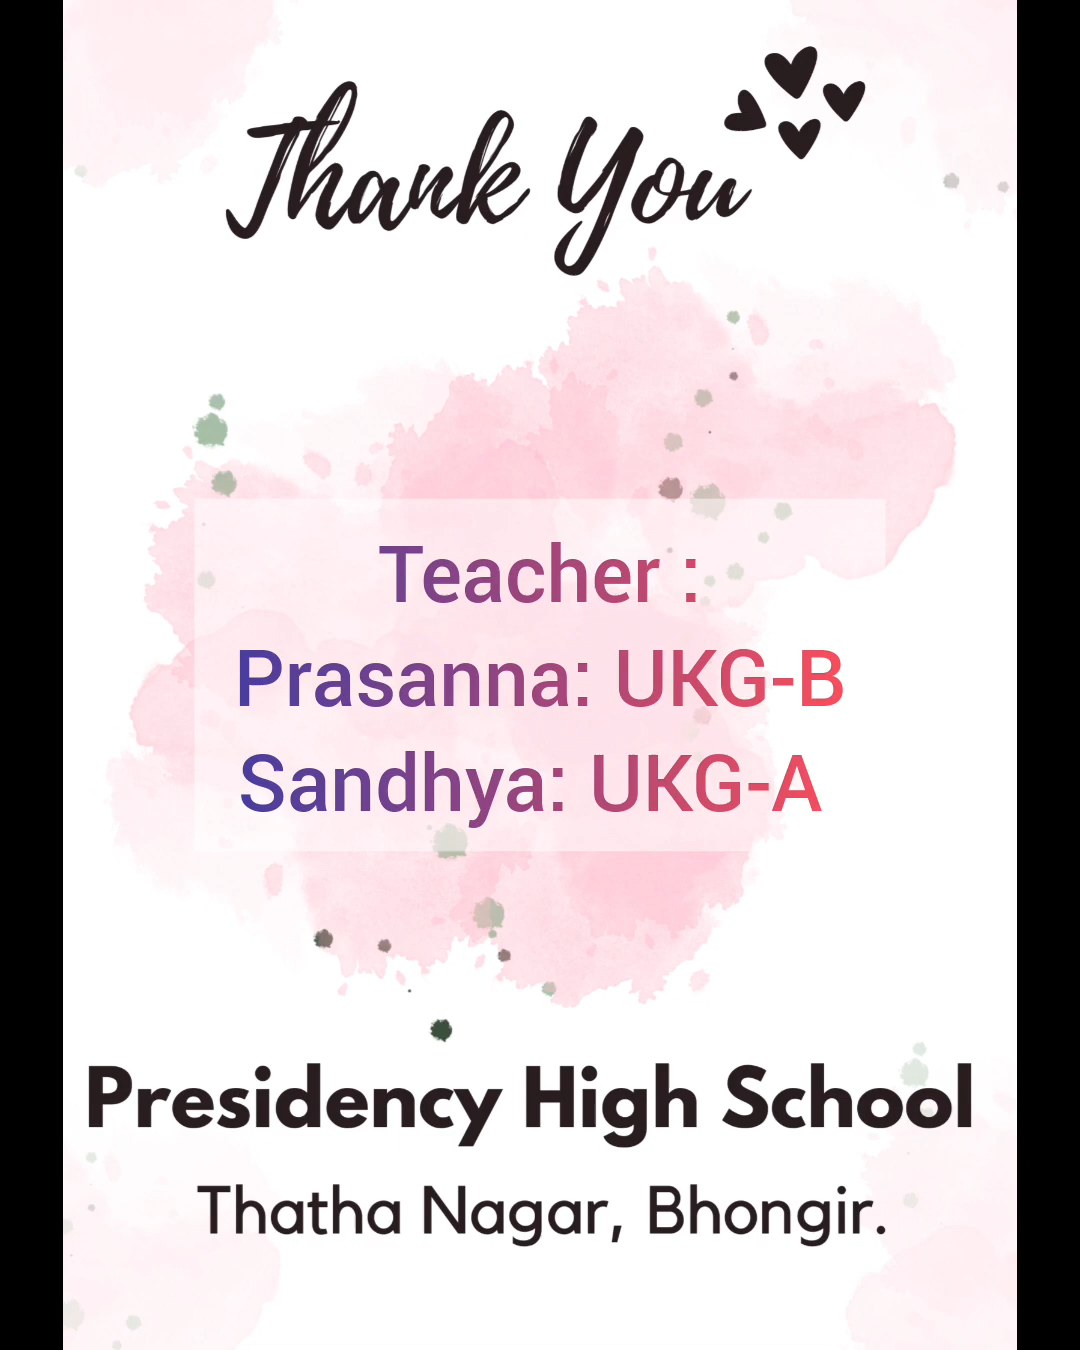 Thank You
Teacher :
Prasanna: UKG-B
Sandhya: UKG-A
Presidency High School
Thatha Nagar, Bhongir.